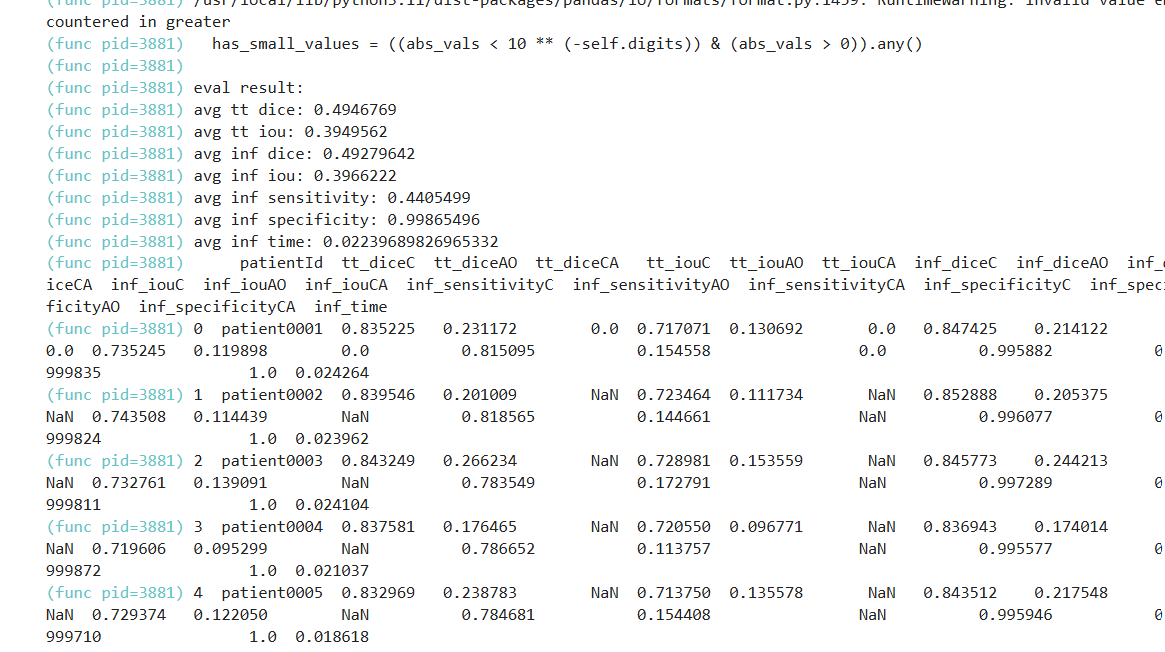 (func pid=3881) /usr/local/lib/python3.11/dist-packages/pandas/io/formats/format.py:1459: RuntimeWarning: invalid value en
countered in greater
(func pid=3881)   has_small_values = ((abs_vals < 10 ** (-self.digits)) & (abs_vals > 0)).any()
(func pid=3881)
(func pid=3881) eval result:
(func pid=3881) avg tt dice: 0.4946769
(func pid=3881) avg tt iou: 0.3949562
(func pid=3881) avg inf dice: 0.49279642
(func pid=3881) avg inf iou: 0.3966222
(func pid=3881) avg inf sensitivity: 0.4405499
(func pid=3881) avg inf specificity: 0.99865496
(func pid=3881) avg inf time: 0.02239689826965332
(func pid=3881)      patientId  tt_diceC  tt_diceAO  tt_diceCA   tt_iouC  tt_iouAO  tt_iouCA  inf_diceC  inf_diceAO  inf_d
iceCA  inf_iouC  inf_iouAO  inf_iouCA  inf_sensitivityC  inf_sensitivityAO  inf_sensitivityCA  inf_specificityC  inf_speci
ficityAO  inf_specificityCA  inf_time
(func pid=3881) 0  patient0001  0.835225   0.231172        0.0  0.717071  0.130692       0.0   0.847425    0.214122
0.0  0.735245   0.119898        0.0          0.815095           0.154558                0.0          0.995882           0.
999835                1.0  0.024264
(func pid=3881) 1  patient0002  0.839546   0.201009        NaN  0.723464  0.111734       NaN   0.852888    0.205375
NaN  0.743508   0.114439        NaN          0.818565           0.144661                NaN          0.996077           0.
999824                1.0  0.023962
(func pid=3881) 2  patient0003  0.843249   0.266234        NaN  0.728981  0.153559       NaN   0.845773    0.244213
NaN  0.732761   0.139091        NaN          0.783549           0.172791                NaN          0.997289           0.
999811                1.0  0.024104
(func pid=3881) 3  patient0004  0.837581   0.176465        NaN  0.720550  0.096771       NaN   0.836943    0.174014
NaN  0.719606   0.095299        NaN          0.786652           0.113757                NaN          0.995577           0.
999872                1.0  0.021037
(func pid=3881) 4  patient0005  0.832969   0.238783        NaN  0.713750  0.135578       NaN   0.843512    0.217548
NaN  0.729374   0.122050        NaN          0.784681           0.154408                NaN          0.995946           0.
999710                1.0  0.018618